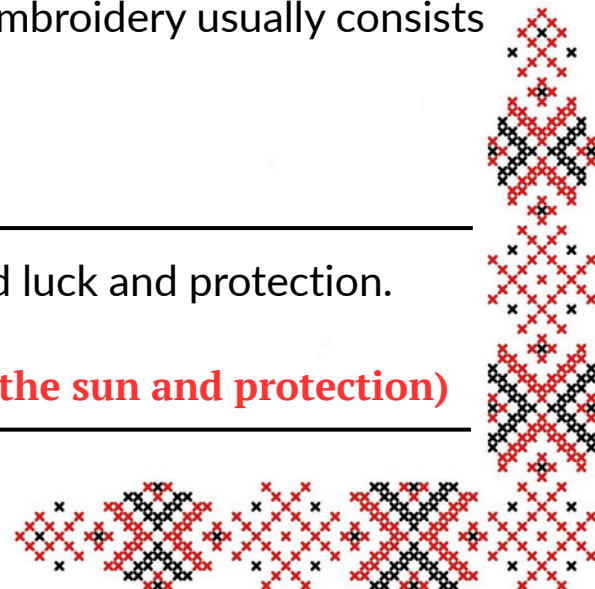 mbroidery usually consists
d luck and protection.
the sun and protection)